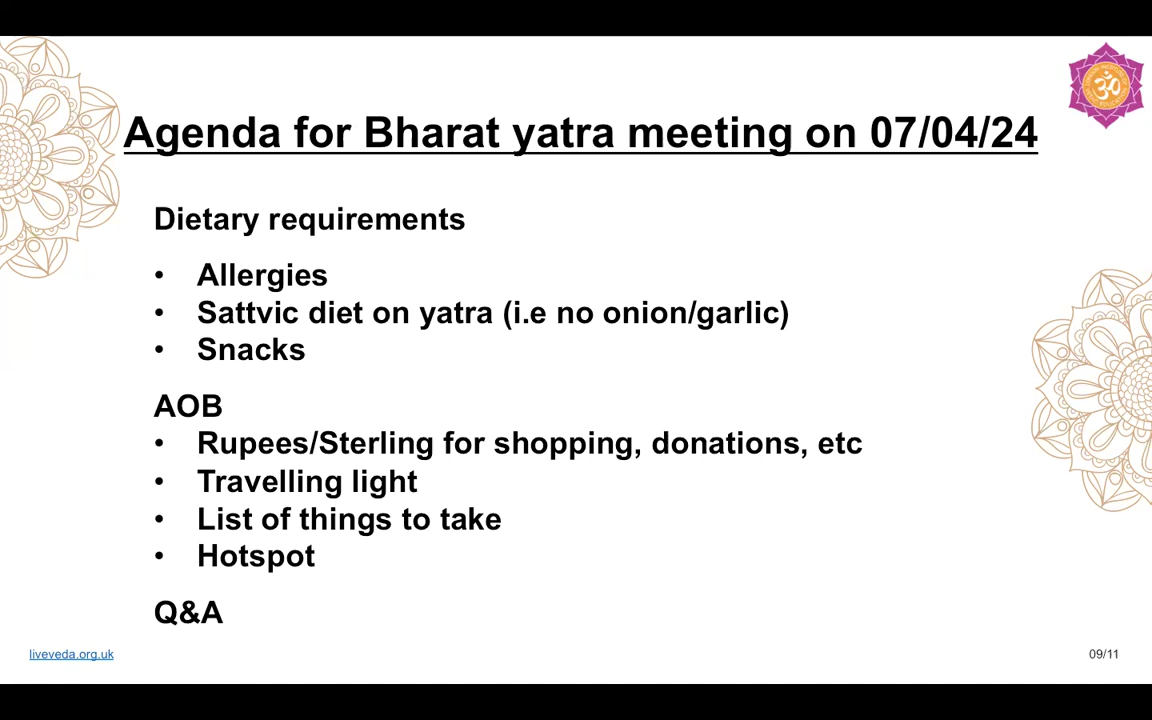 Agenda for Bharat yatra meeting on 07/04/24
Dietary requirements
• Allergies
• Sattvic diet on yatra (i.e no onion/garlic)
• Snacks
AOB
• Rupees/Sterling for shopping, donations, etc
• Travelling light
• List of things to take
• Hotspot
Q&A
liveveda.org.uk
09/11
ॐ